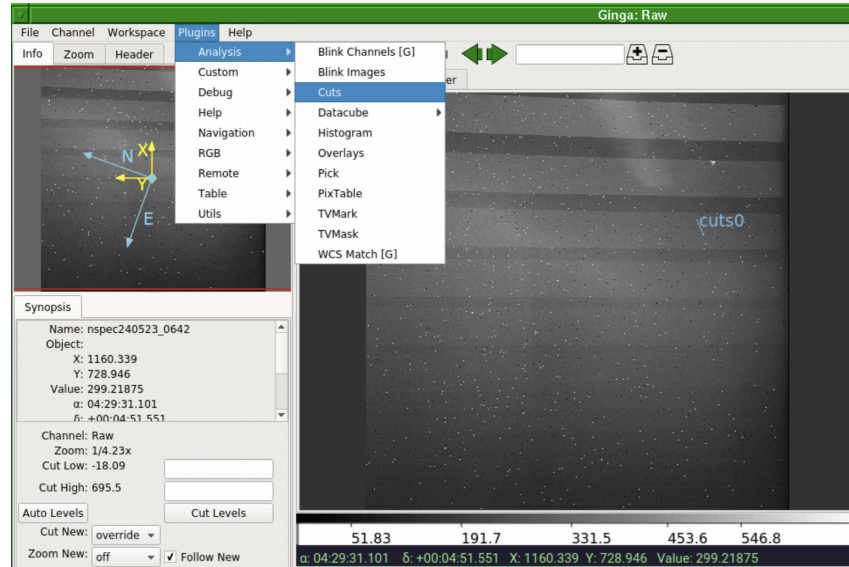 Ginga: Raw
File Channel Workspace Plugins Help
Info Zoom Header
Analysis
Custom
Debug
Help
Navigation
RGB
Remote
Table
Utils
Blink Channels [G]
Blink Images
Cuts
Datacube
Histogram
Overlays
Pick
PixTable
TVMark
TVMask
WCS Match [G]
X
N
Y
E
cuts0
Synopsis
Name: nspec240523_0642
Object:
X: 1160.339
Y: 728.946
Value: 299.21875
α: 04:29:31.101
δ: +00:04:51.551
Channel: Raw
Zoom: 1/4.23x
Cut Low: -18.09
Cut High: 695.5
Auto Levels Cut Levels
Cut New: override
Zoom New: off Follow New
51.83 191.7 331.5 453.6 546.8
α: 04:29:31.101 δ: +00:04:51.551 X: 1160.339 Y: 728.946 Value: 299.21875